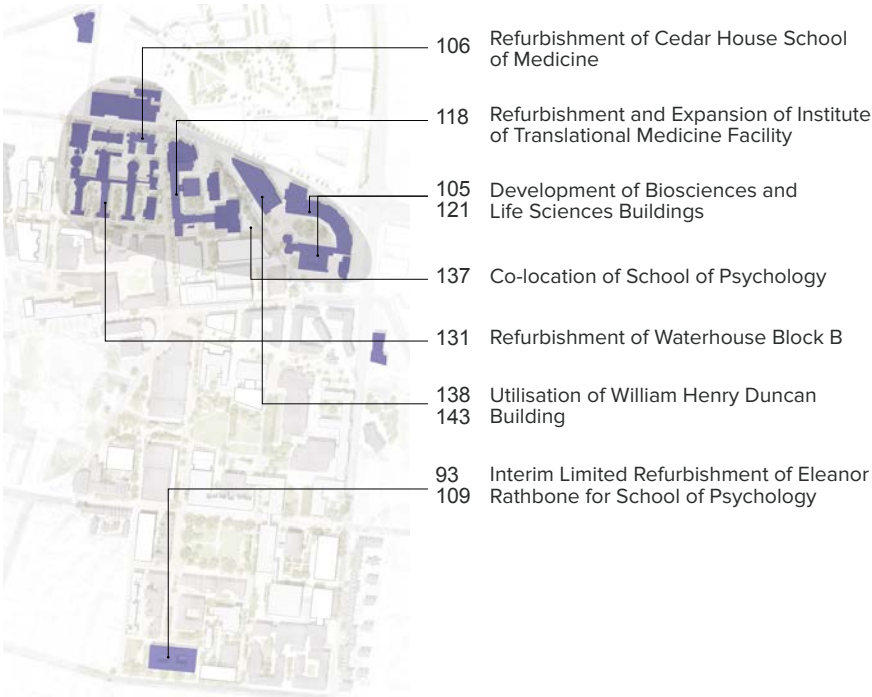 106 Refurbishment of Cedar House School
of Medicine
118 Refurbishment and Expansion of Institute
of Translational Medicine Facility
105 Development of Biosciences and
121 Life Sciences Buildings
137 Co-location of School of Psychology
131 Refurbishment of Waterhouse Block B
138 Utilisation of William Henry Duncan
143 Building
93 Interim Limited Refurbishment of Eleanor
109 Rathbone for School of Psychology